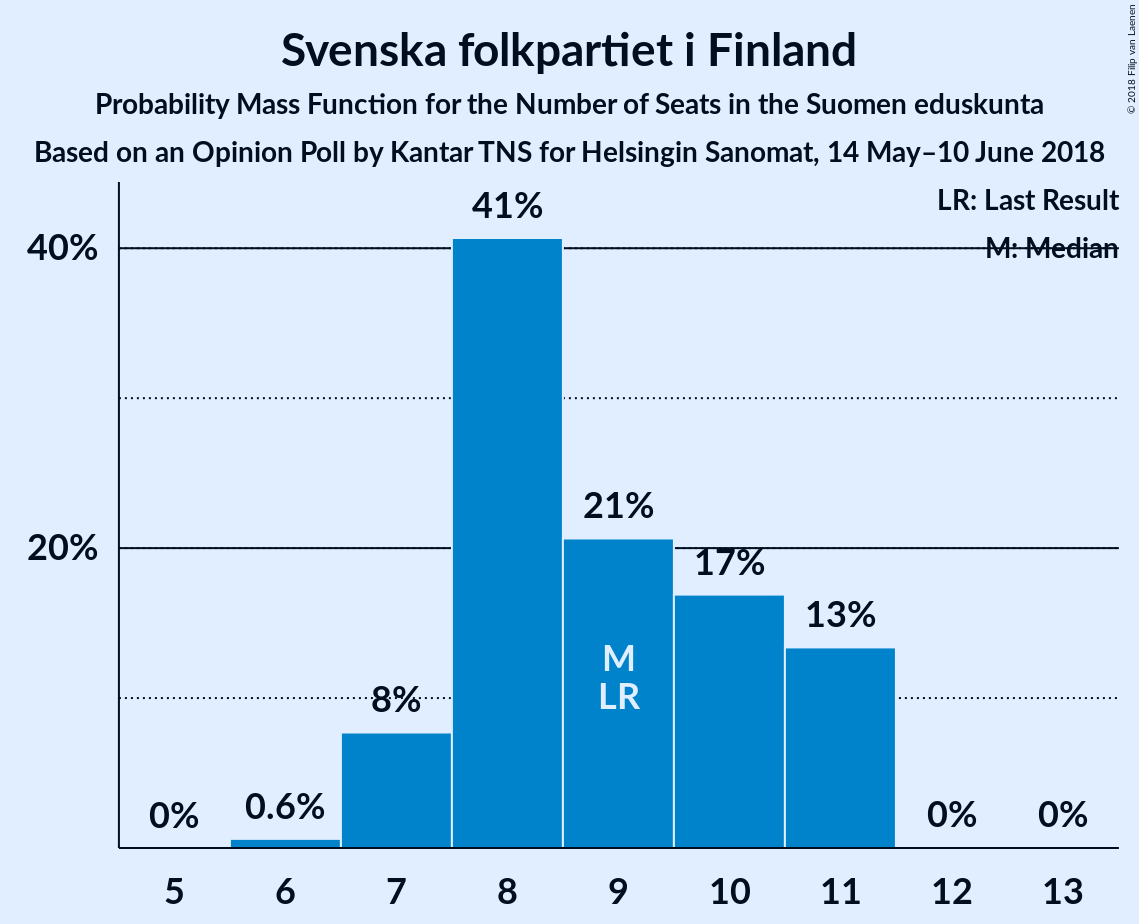 Svenska folkpartiet i Finland
Probability Mass Function for the Number of Seats in the Suomen eduskunta
Based on an Opinion Poll by Kantar TNS for Helsingin Sanomat, 14 May–10 June 2018
© 2018 Filip van Laenen
LR: Last Result
M: Median
40%
20%
0%
0.6%
8%
41%
21%
17%
13%
0%
0%
M
LR
5 6 7 8 9 10 11 12 13